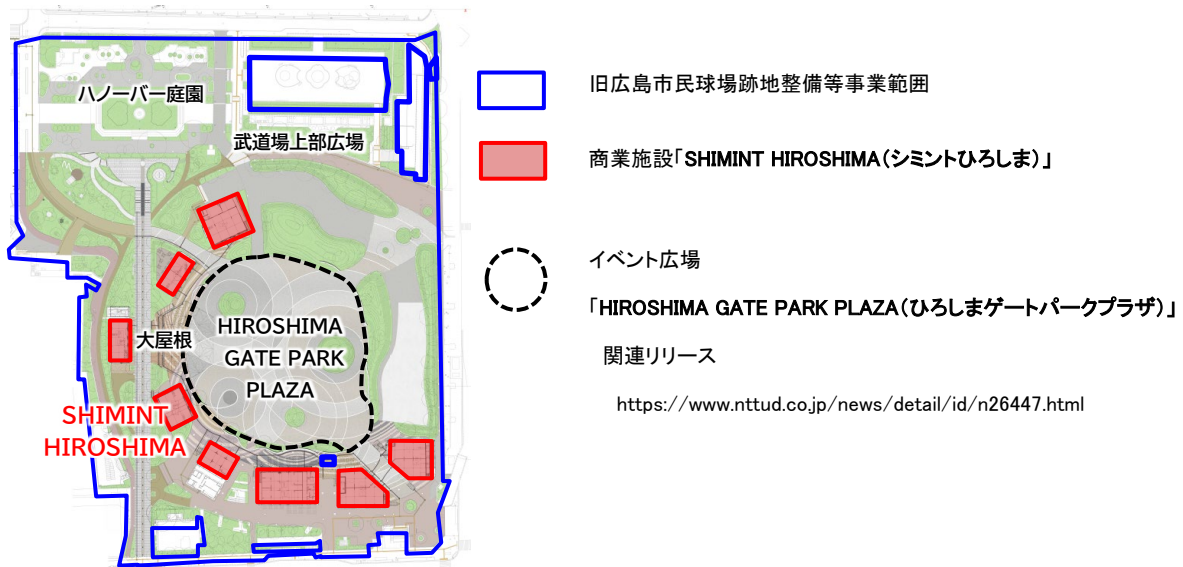 ハノーバー庭園
武道場上部広場
大屋根
HIROSHIMA
GATE PARK
PLAZA
SHIMINT
HIROSHIMA
旧広島市民球場跡地整備等事業範囲
商業施設「SHIMINT HIROSHIMA(シミントひろしま)」
イベント広場
「HIROSHIMA GATE PARK PLAZA(ひろしまゲートパークプラザ)」
関連リリース
https://www.nttud.co.jp/news/detail/id/n26447.html